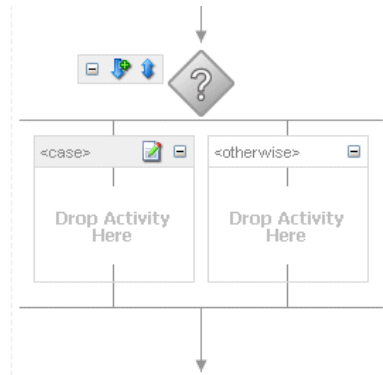 ?
<case>
<otherwise>
Drop Activity
Here
Drop Activity
Here